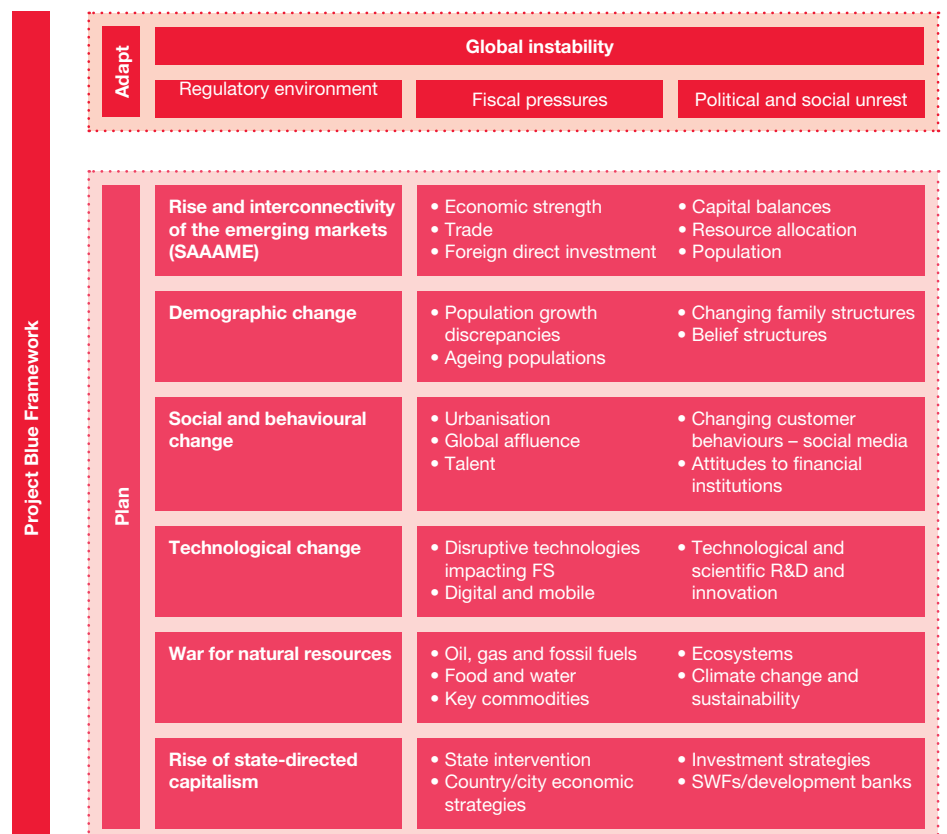 Project Blue Framework
Adapt
Global instability
Regulatory environment
Fiscal pressures
Political and social unrest
Plan
Rise and interconnectivity
of the emerging markets
(SAAAME)
• Economic strength
• Trade
• Foreign direct investment
• Capital balances
• Resource allocation
• Population
Demographic change
• Population growth
discrepancies
• Ageing populations
• Changing family structures
• Belief structures
Social and behavioural
change
• Urbanisation
• Global affluence
• Talent
• Changing customer
behaviours – social media
• Attitudes to financial
institutions
Technological change
• Disruptive technologies
impacting FS
• Digital and mobile
• Technological and
scientific R&D and
innovation
War for natural resources
• Oil, gas and fossil fuels
• Food and water
• Key commodities
• Ecosystems
• Climate change and
sustainability
Rise of state-directed
capitalism
• State intervention
• Country/city economic
strategies
• Investment strategies
• SWFs/development banks